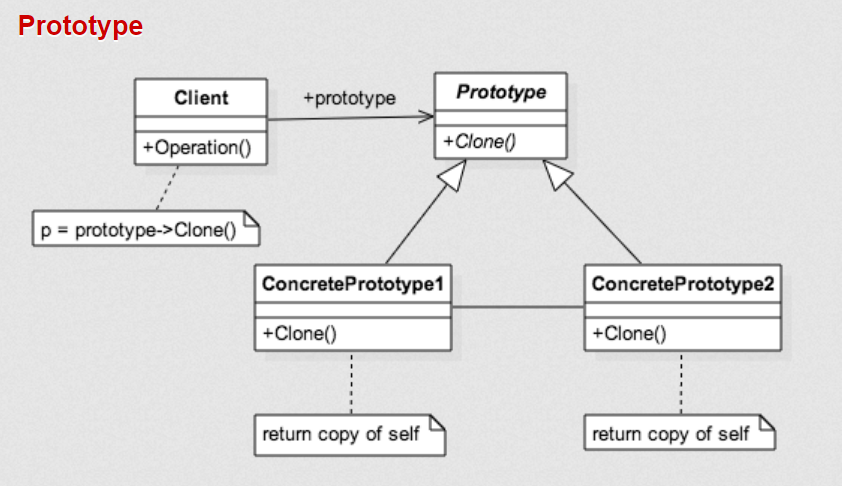 Prototype
Client
+Operation()
+prototype
Prototype
+Clone()
p = prototype->Clone()
ConcretePrototype1
+Clone()
ConcretePrototype2
+Clone()
return copy of self
return copy of self